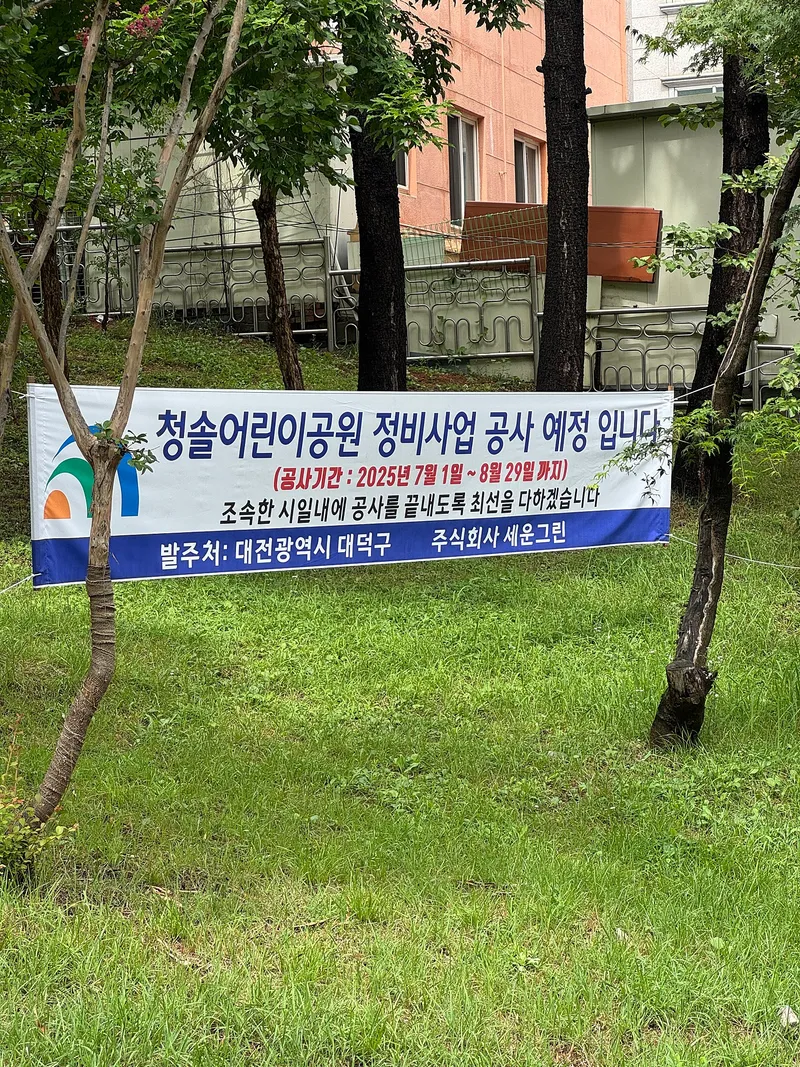 청솔어린이공원 정비사업 공사 예정 입니다
(공사기간 : 2025년 7월 1일 ~ 8월 29일 까지)
조속한 시일내에 공사를 끝내도록 최선을 다하겠습니다
발주처: 대전광역시 대덕구 주식회사 세운그린